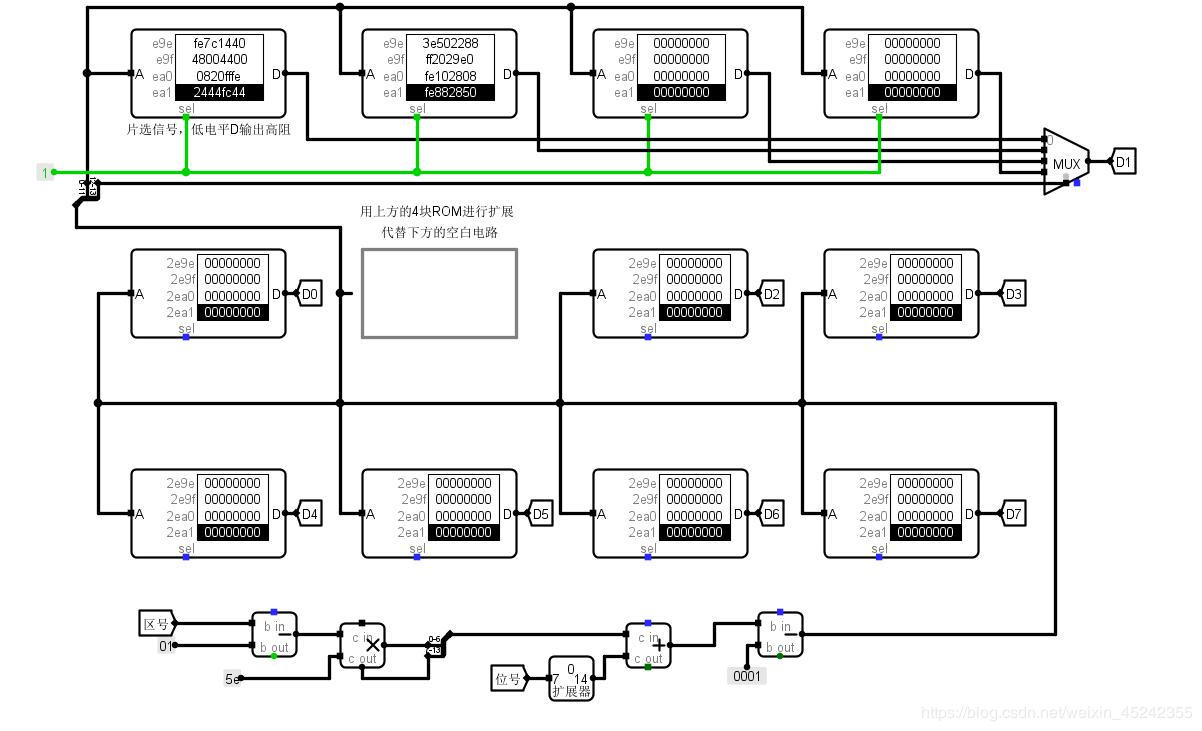 e9e fe7c1440
e9f 48004400
A ea0 0820fffe D
ea1 2444fc44
sel
e9e 3e502288
e9f ff2029e0
A ea0 fe102808 D
ea1 fe882850
sel
e9e 00000000
e9f 00000000
A ea0 00000000 D
ea1 00000000
sel
e9e 00000000
e9f 00000000
A ea0 00000000 D
ea1 00000000
sel
片选信号,低电平D输出高阻
0
MUX
D1
1
0-11
12-13
用上方的4块ROM进行扩展
代替下方的空白电路
2e9e 00000000
2e9f 00000000
A 2ea0 00000000 D D0
2ea1 00000000
sel
2e9e 00000000
2e9f 00000000
A 2ea0 00000000 D D2
2ea1 00000000
sel
2e9e 00000000
2e9f 00000000
A 2ea0 00000000 D D3
2ea1 00000000
sel
2e9e 00000000
2e9f 00000000
A 2ea0 00000000 D D4
2ea1 00000000
sel
2e9e 00000000
2e9f 00000000
A 2ea0 00000000 D D5
2ea1 00000000
sel
2e9e 00000000
2e9f 00000000
A 2ea0 00000000 D D6
2ea1 00000000
sel
2e9e 00000000
2e9f 00000000
A 2ea0 00000000 D D7
2ea1 00000000
sel
区号
01
b in
b out
5e
c in
c out
0-6
7-13
位号
0
7 14
扩展器
c in
c out
b in
b out
0001
https://blog.csdn.net/weixin_45242355